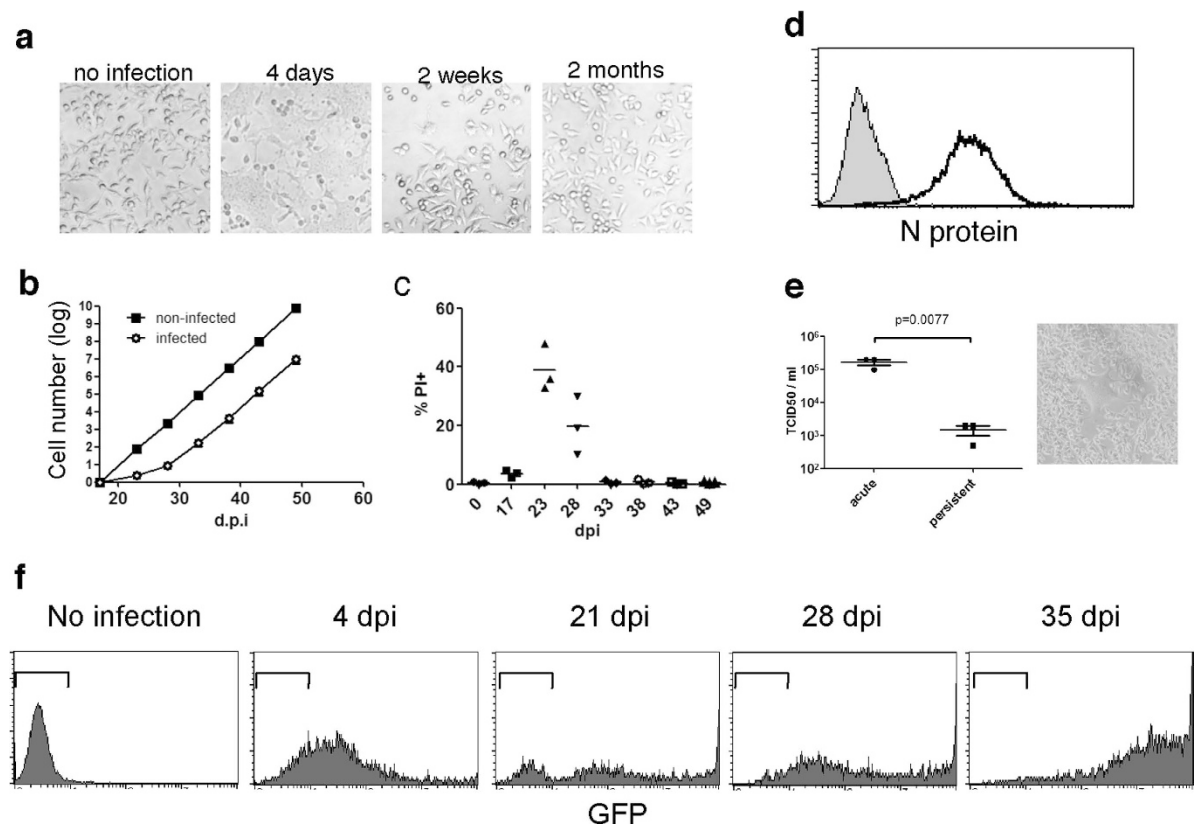 a
no infection
4 days
2 weeks
2 months
b
Cell number (log)
10
9
8
7
6
5
4
3
2
1
0
non-infected
infected
20 30 40 50 60
d.p.i
c
% PI+
60
40
20
0
0 17 23 28 33 38 43 49
dpi
d
N protein
e
p=0.0077
TCID50 / ml
10⁶
10⁵
10³
10²
acute
persistent
f
No infection
4 dpi
21 dpi
28 dpi
35 dpi
GFP